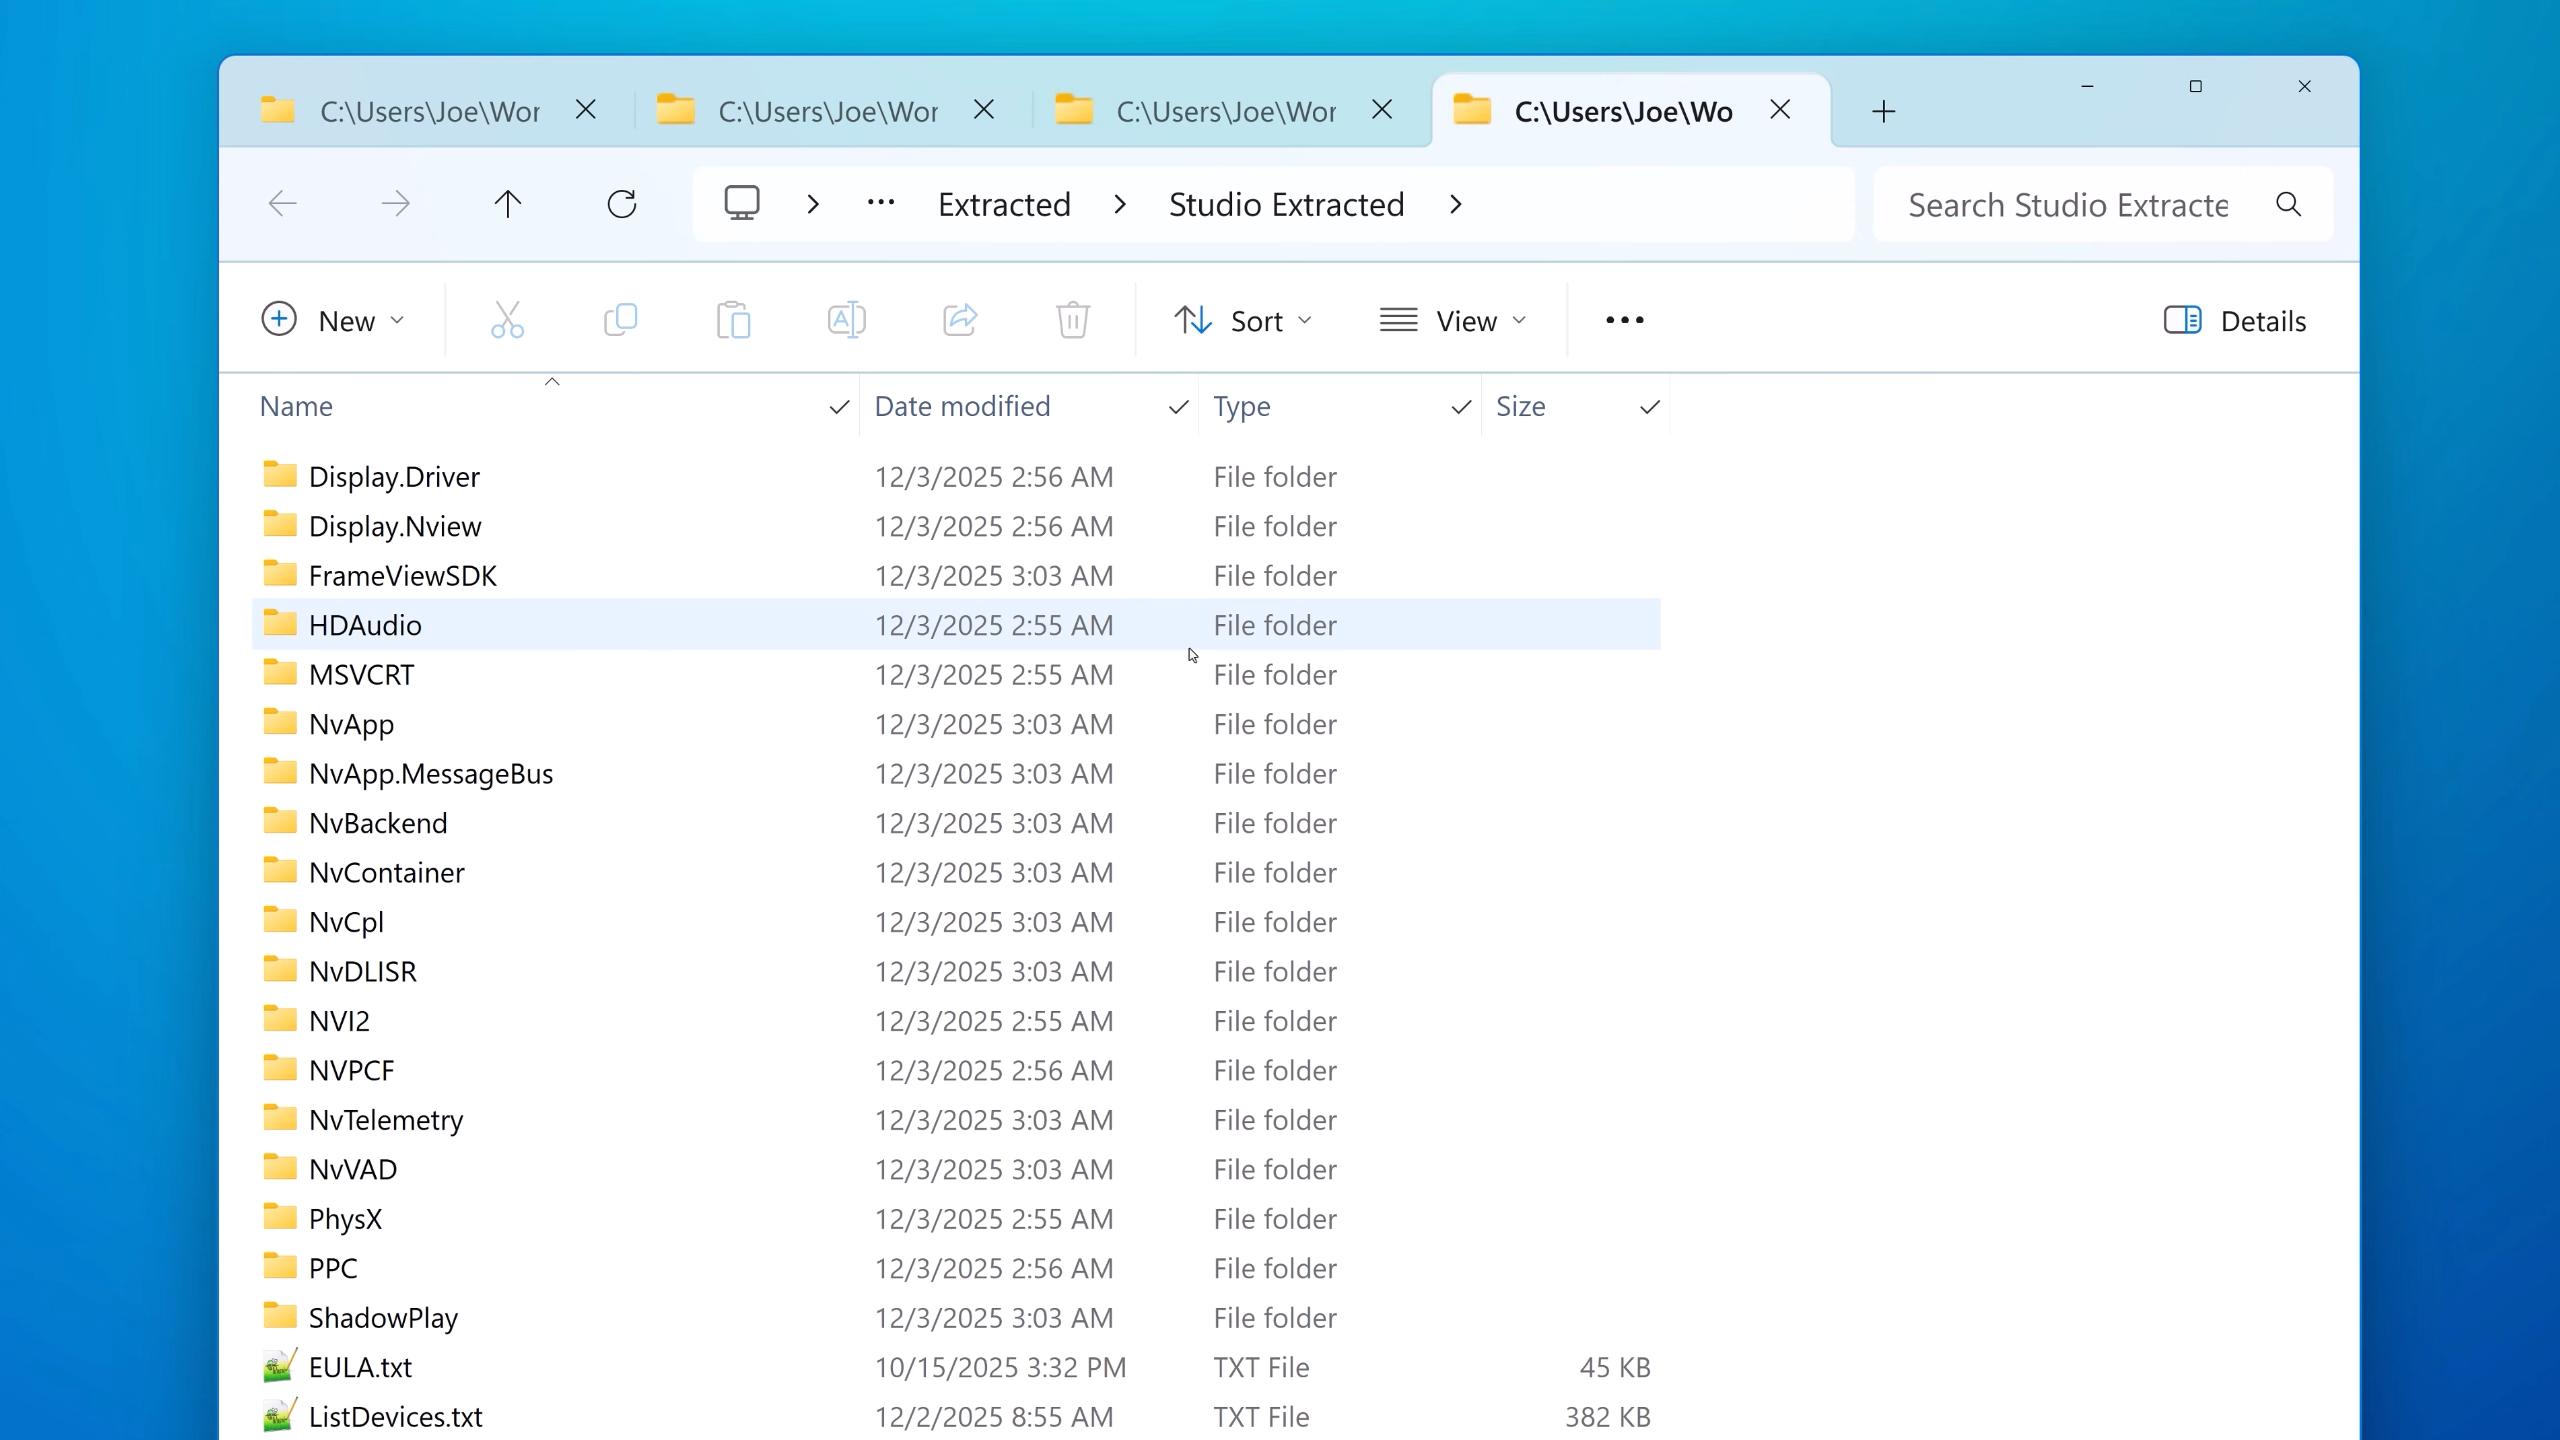 C:\Users\Joe\Wor C:\Users\Joe\Wor C:\Users\Joe\Wor C:\Users\Joe\Wo
Extracted Studio Extracted Search Studio Extracte
New Sort View Details
Name Date modified Type Size
Display.Driver 12/3/2025 2:56 AM File folder
Display.Nview 12/3/2025 2:56 AM File folder
FrameViewSDK 12/3/2025 3:03 AM File folder
HDAudio 12/3/2025 2:55 AM File folder
MSVCRT 12/3/2025 2:55 AM File folder
NvApp 12/3/2025 3:03 AM File folder
NvApp.MessageBus 12/3/2025 3:03 AM File folder
NvBackend 12/3/2025 3:03 AM File folder
NvContainer 12/3/2025 3:03 AM File folder
NvCpl 12/3/2025 3:03 AM File folder
NvDLISR 12/3/2025 3:03 AM File folder
NVI2 12/3/2025 2:55 AM File folder
NVPCF 12/3/2025 2:56 AM File folder
NvTelemetry 12/3/2025 3:03 AM File folder
NvVAD 12/3/2025 3:03 AM File folder
PhysX 12/3/2025 2:55 AM File folder
PPC 12/3/2025 2:56 AM File folder
ShadowPlay 12/3/2025 3:03 AM File folder
EULA.txt 10/15/2025 3:32 PM TXT File 45 KB
ListDevices.txt 12/2/2025 8:55 AM TXT File 382 KB